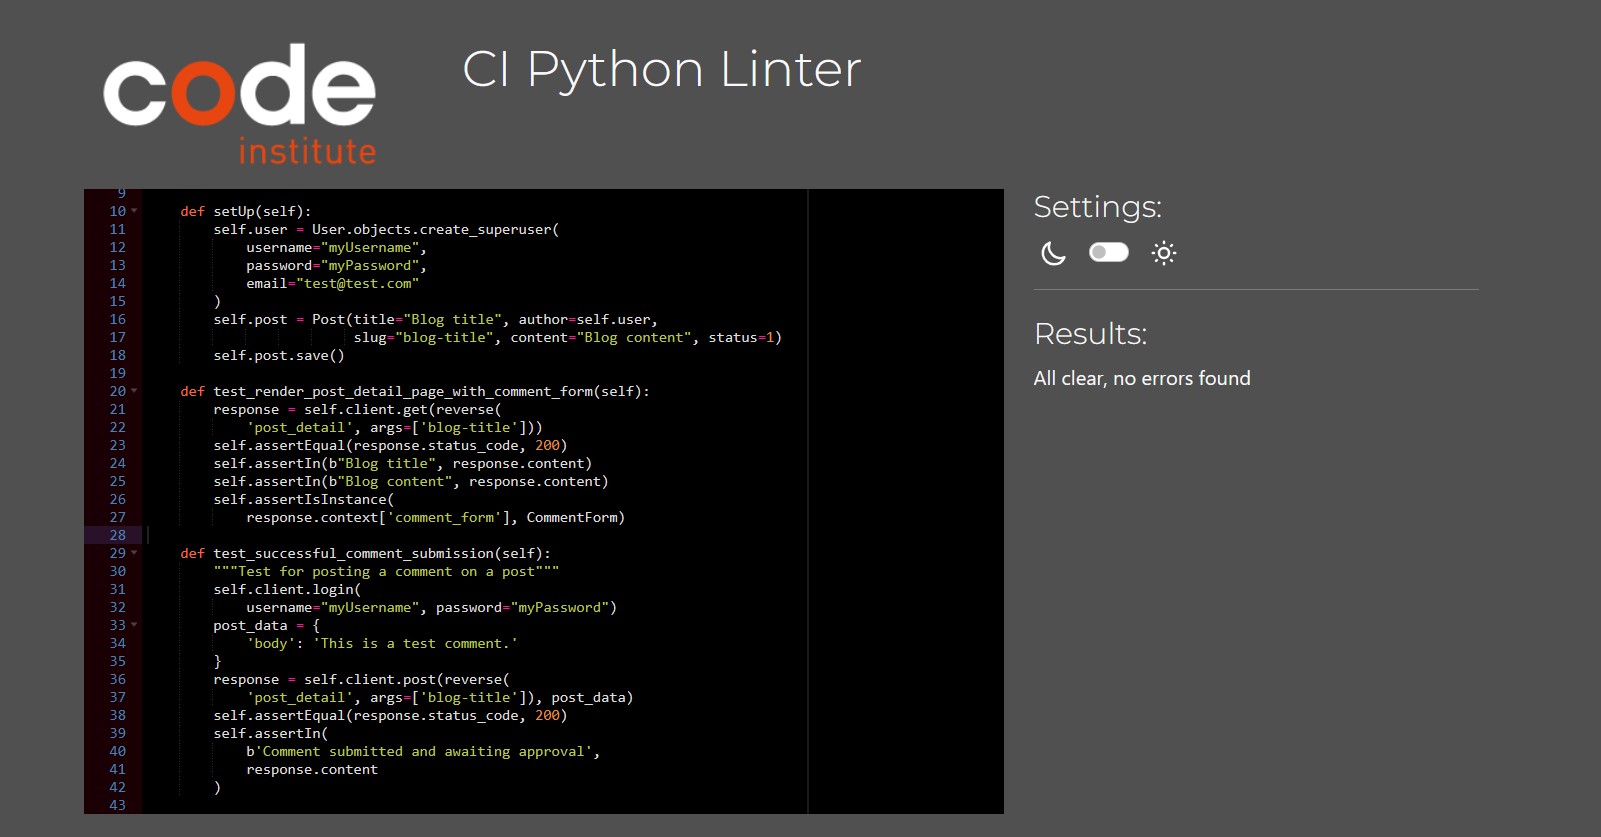 code
institute
CI Python Linter
9
10 def setUp(self):
11 self.user = User.objects.create_superuser(
12 username="myUsername",
13 password="myPassword",
14 email="test@test.com"
15 )
16 self.post = Post(title="Blog title", author=self.user,
17 slug="blog-title", content="Blog content", status=1)
18 self.post.save()
19
20 def test_render_post_detail_page_with_comment_form(self):
21 response = self.client.get(reverse(
22 'post_detail', args=['blog-title']))
23 self.assertEqual(response.status_code, 200)
24 self.assertIn(b"Blog title", response.content)
25 self.assertIn(b"Blog content", response.content)
26 self.assertIsInstance(
27 response.context['comment_form'], CommentForm)
28
29 def test_successful_comment_submission(self):
30 """Test for posting a comment on a post"""
31 self.client.login(
32 username="myUsername", password="myPassword")
33 post_data = {
34 'body': 'This is a test comment.'
35 }
36 response = self.client.post(reverse(
37 'post_detail', args=['blog-title']), post_data)
38 self.assertEqual(response.status_code, 200)
39 self.assertIn(
40 b'Comment submitted and awaiting approval',
41 response.content
42 )
43
Settings:
Results:
All clear, no errors found